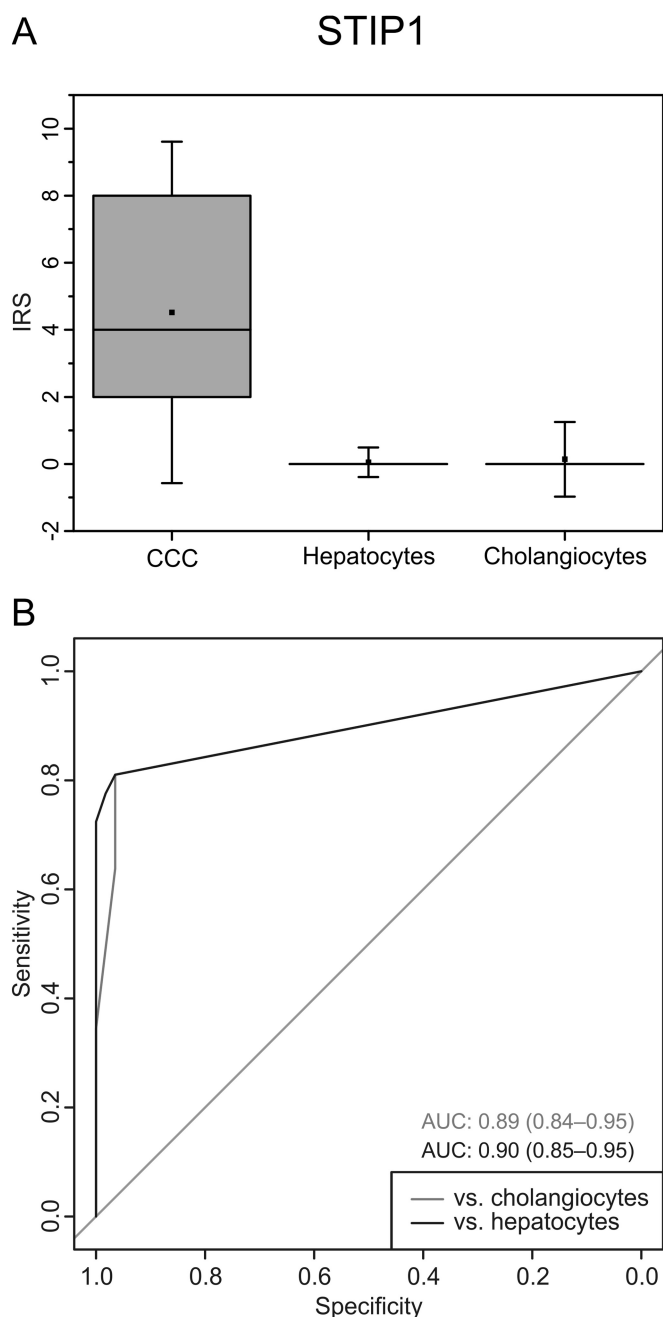 A
STIP1
IRS
10
8
6
4
2
0
-2
CCC
Hepatocytes
Cholangiocytes
B
Sensitivity
1.0
0.8
0.6
0.4
0.2
0.0
AUC: 0.89 (0.84–0.95)
AUC: 0.90 (0.85–0.95)
vs. cholangiocytes
vs. hepatocytes
1.0 0.8 0.6 0.4 0.2 0.0
Specificity